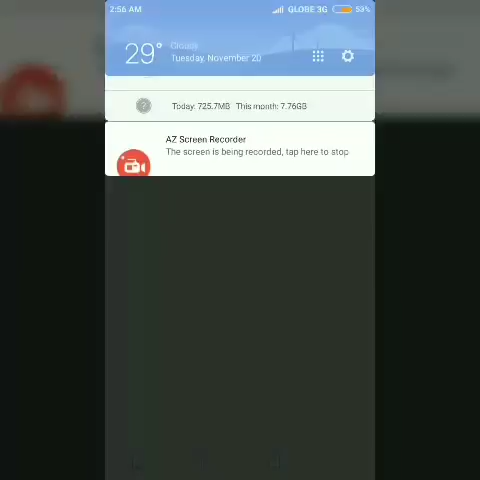 2:56 AM
GLOBE 3G
53%
29°
Cloudy
Tuesday, November 20
Today: 725.7MB This month: 7.76GB
AZ Screen Recorder
The screen is being recorded, tap here to stop